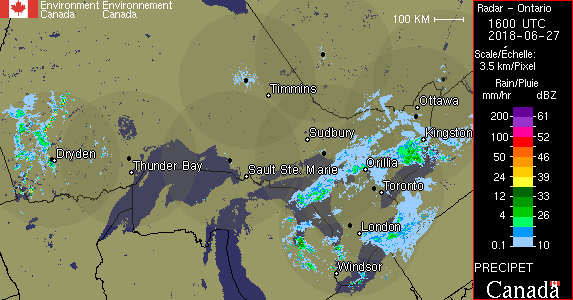 Environment Environnement
Canada Canada
100 KM
Timmins
Ottawa
Sudbury
Kingston
Dryden
Thunder Bay
Sault Ste. Marie
Orillia
Toronto
London
Windsor
Radar - Ontario
1600 UTC
2018-06-27
Scale/Échelle:
3.5 km/Pixel
Rain/Pluie
mm/hr dBZ
200 61
100 56
50 46
24 39
12 33
4 26
0.1 10
PRECIPET
Canada